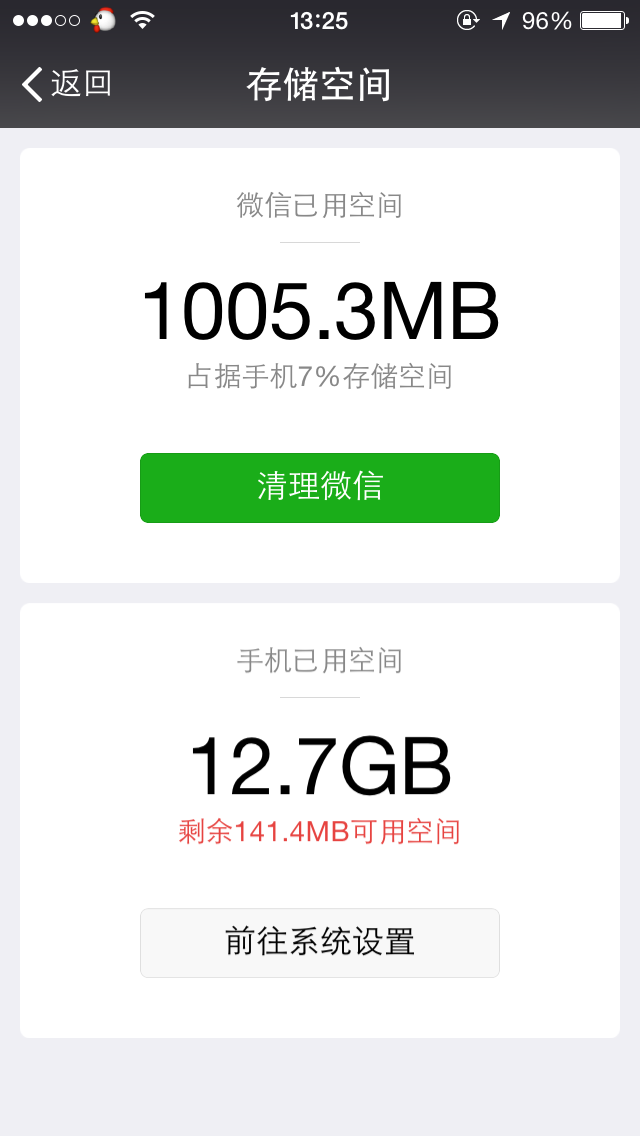 13:25
96%
返回
存储空间
微信已用空间
1005.3MB
占据手机7%存储空间
清理微信
手机已用空间
12.7GB
剩余141.4MB可用空间
前往系统设置